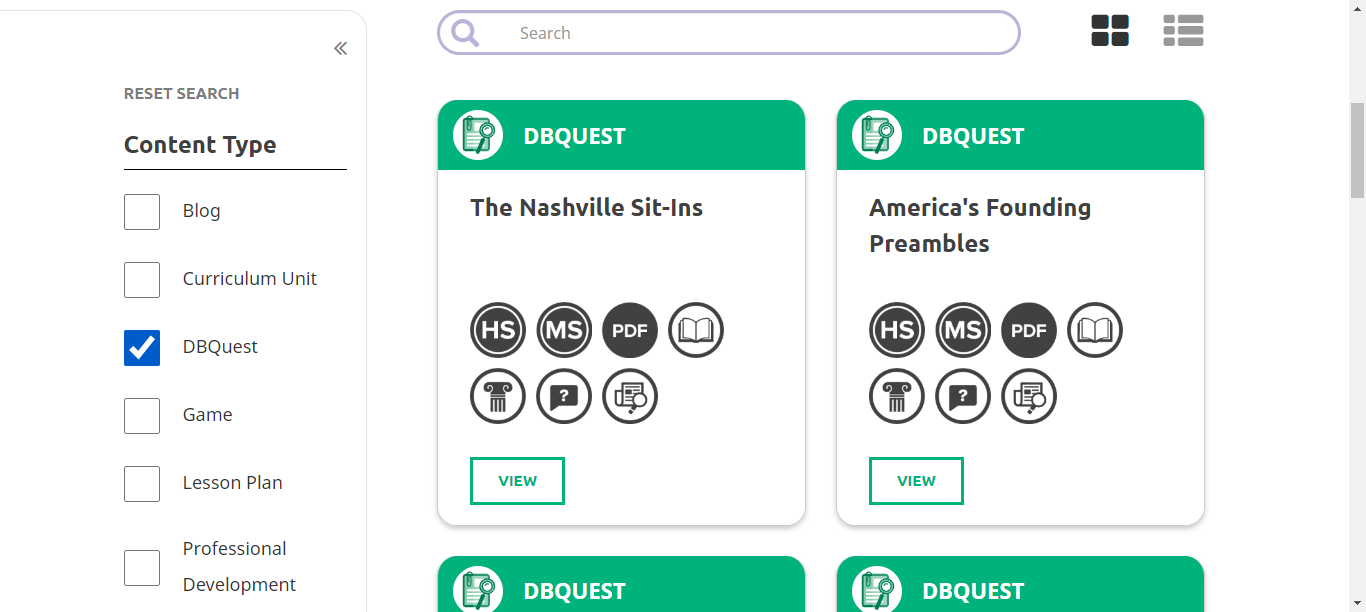 «
RESET SEARCH
Content Type
Blog
Curriculum Unit
DBQuest
Game
Lesson Plan
Professional
Development
Search
DBQUEST
The Nashville Sit-Ins
HS MS PDF
?
VIEW
DBQUEST
America's Founding
Preambles
HS MS PDF
?
VIEW
DBQUEST
DBQUEST